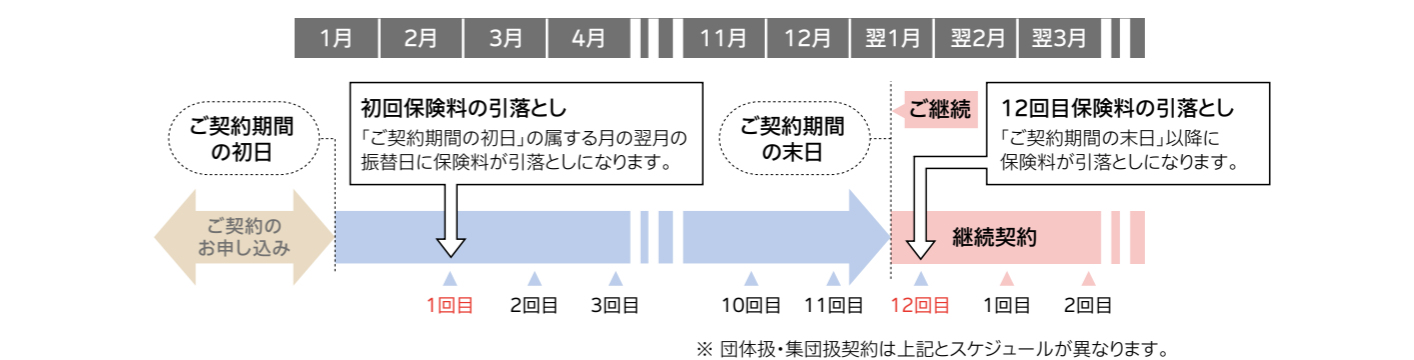 1月 2月 3月 4月 11月 12月 翌1月 翌2月 翌3月
ご契約期間
の初日
初回保険料の引落とし
「ご契約期間の初日」の属する月の翌月の
振替日に保険料が引落としになります。
ご契約期間
の末日
ご継続
12回目保険料の引落とし
「ご契約期間の末日」以降に
保険料が引落としになります。
ご契約の
お申し込み
継続契約
1回目 2回目 3回目 10回目 11回目 12回目 1回目 2回目
※ 団体扱・集団扱契約は上記とスケジュールが異なります。